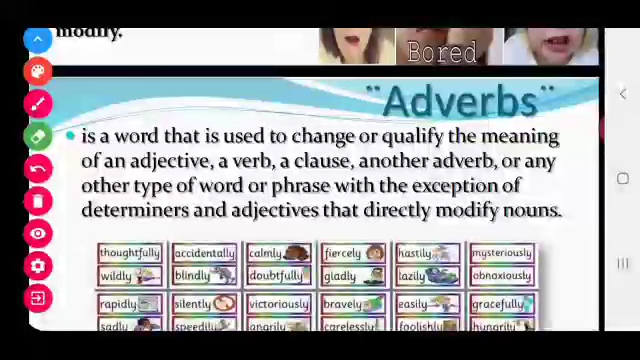 modify.
Bored
¨Adverbs¨
is a word that is used to change or qualify the meaning
of an adjective, a verb, a clause, another adverb, or any
other type of word or phrase with the exception of
determiners and adjectives that directly modify nouns.
thoughtfully accidentally calmly fiercely hastily mysteriously
wildly blindly doubtfully gladly lazily obnoxiously
rapidly silently victoriously bravely easily gracefully
sadly speedily angrily carelessly foolishly hungrily